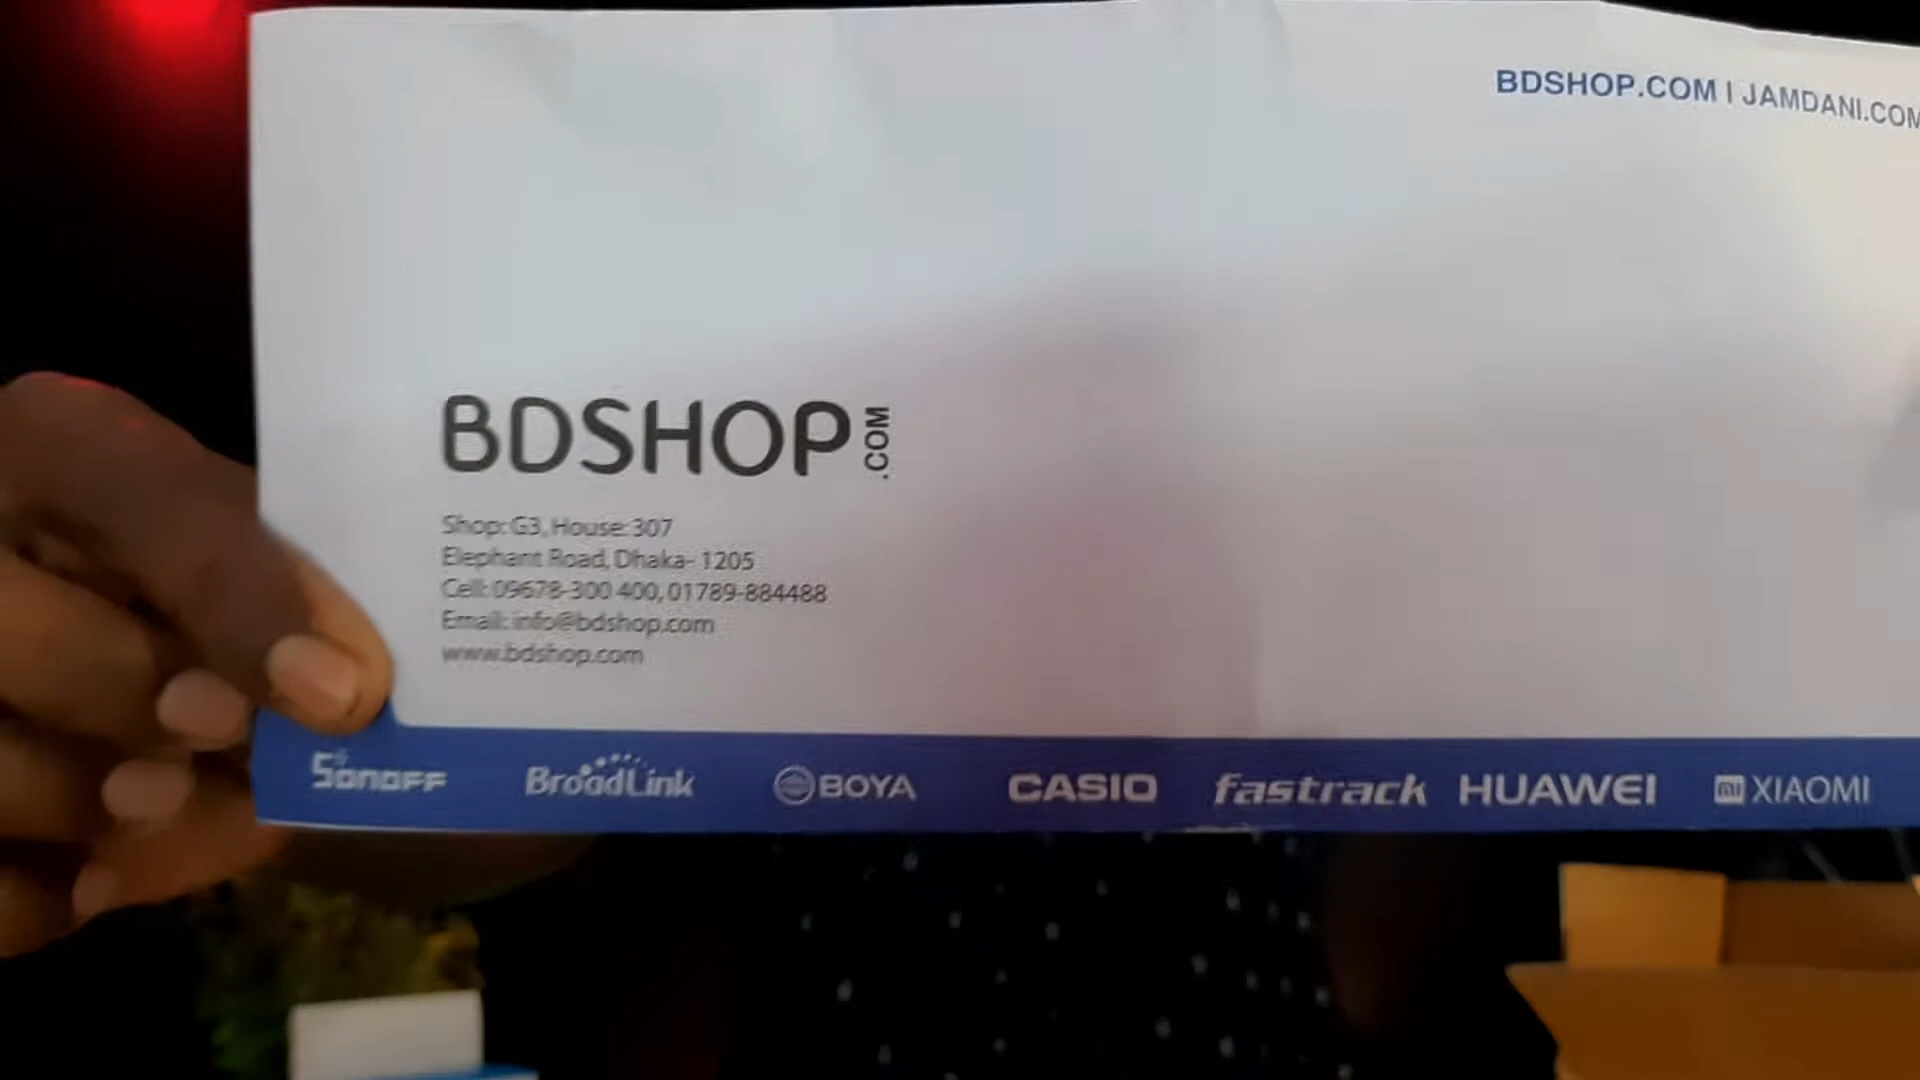 BDSHOP.COM | JAMDANI.COM
BDSHOP.COM
Shop: G3, House: 307
Elephant Road, Dhaka- 1205
Cell: 09678-300 400, 01789-884488
Email: info@bdshop.com
www.bdshop.com
SONOFF BroadLink BOYA CASIO fastrack HUAWEI mi XIAOMI